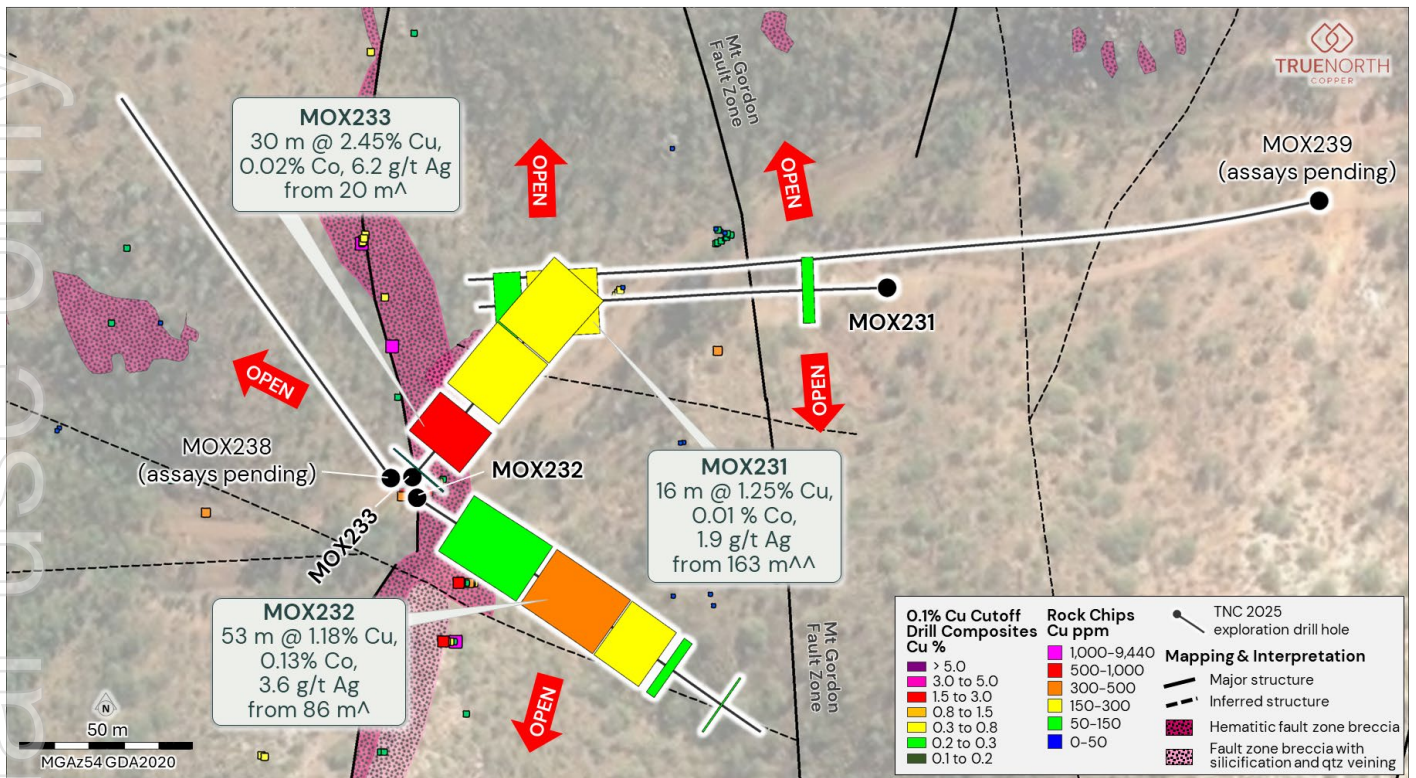 Mt Gordon
Fault Zone
TRUENORTH
COPPER
MOX233
30 m @ 2.45% Cu,
0.02% Co, 6.2 g/t Ag
from 20 m^
OPEN
OPEN
MOX239
(assays pending)
MOX231
OPEN
OPEN
MOX238
(assays pending)
MOX232
MOX233
MOX231
16 m @ 1.25% Cu,
0.01 % Co,
1.9 g/t Ag
from 163 m^^
MOX232
53 m @ 1.18% Cu,
0.13% Co,
3.6 g/t Ag
from 86 m^
OPEN
Mt Gordon
Fault Zone
N
50 m
MGAz54 GDA2020
0.1% Cu Cutoff
Drill Composites
Cu %
> 5.0
3.0 to 5.0
1.5 to 3.0
0.8 to 1.5
0.3 to 0.8
0.2 to 0.3
0.1 to 0.2
Rock Chips
Cu ppm
1,000-9,440
500-1,000
300-500
150-300
50-150
0-50
TNC 2025
exploration drill hole
Mapping & Interpretation
Major structure
Inferred structure
Hematitic fault zone breccia
Fault zone breccia with
silicification and qtz veining